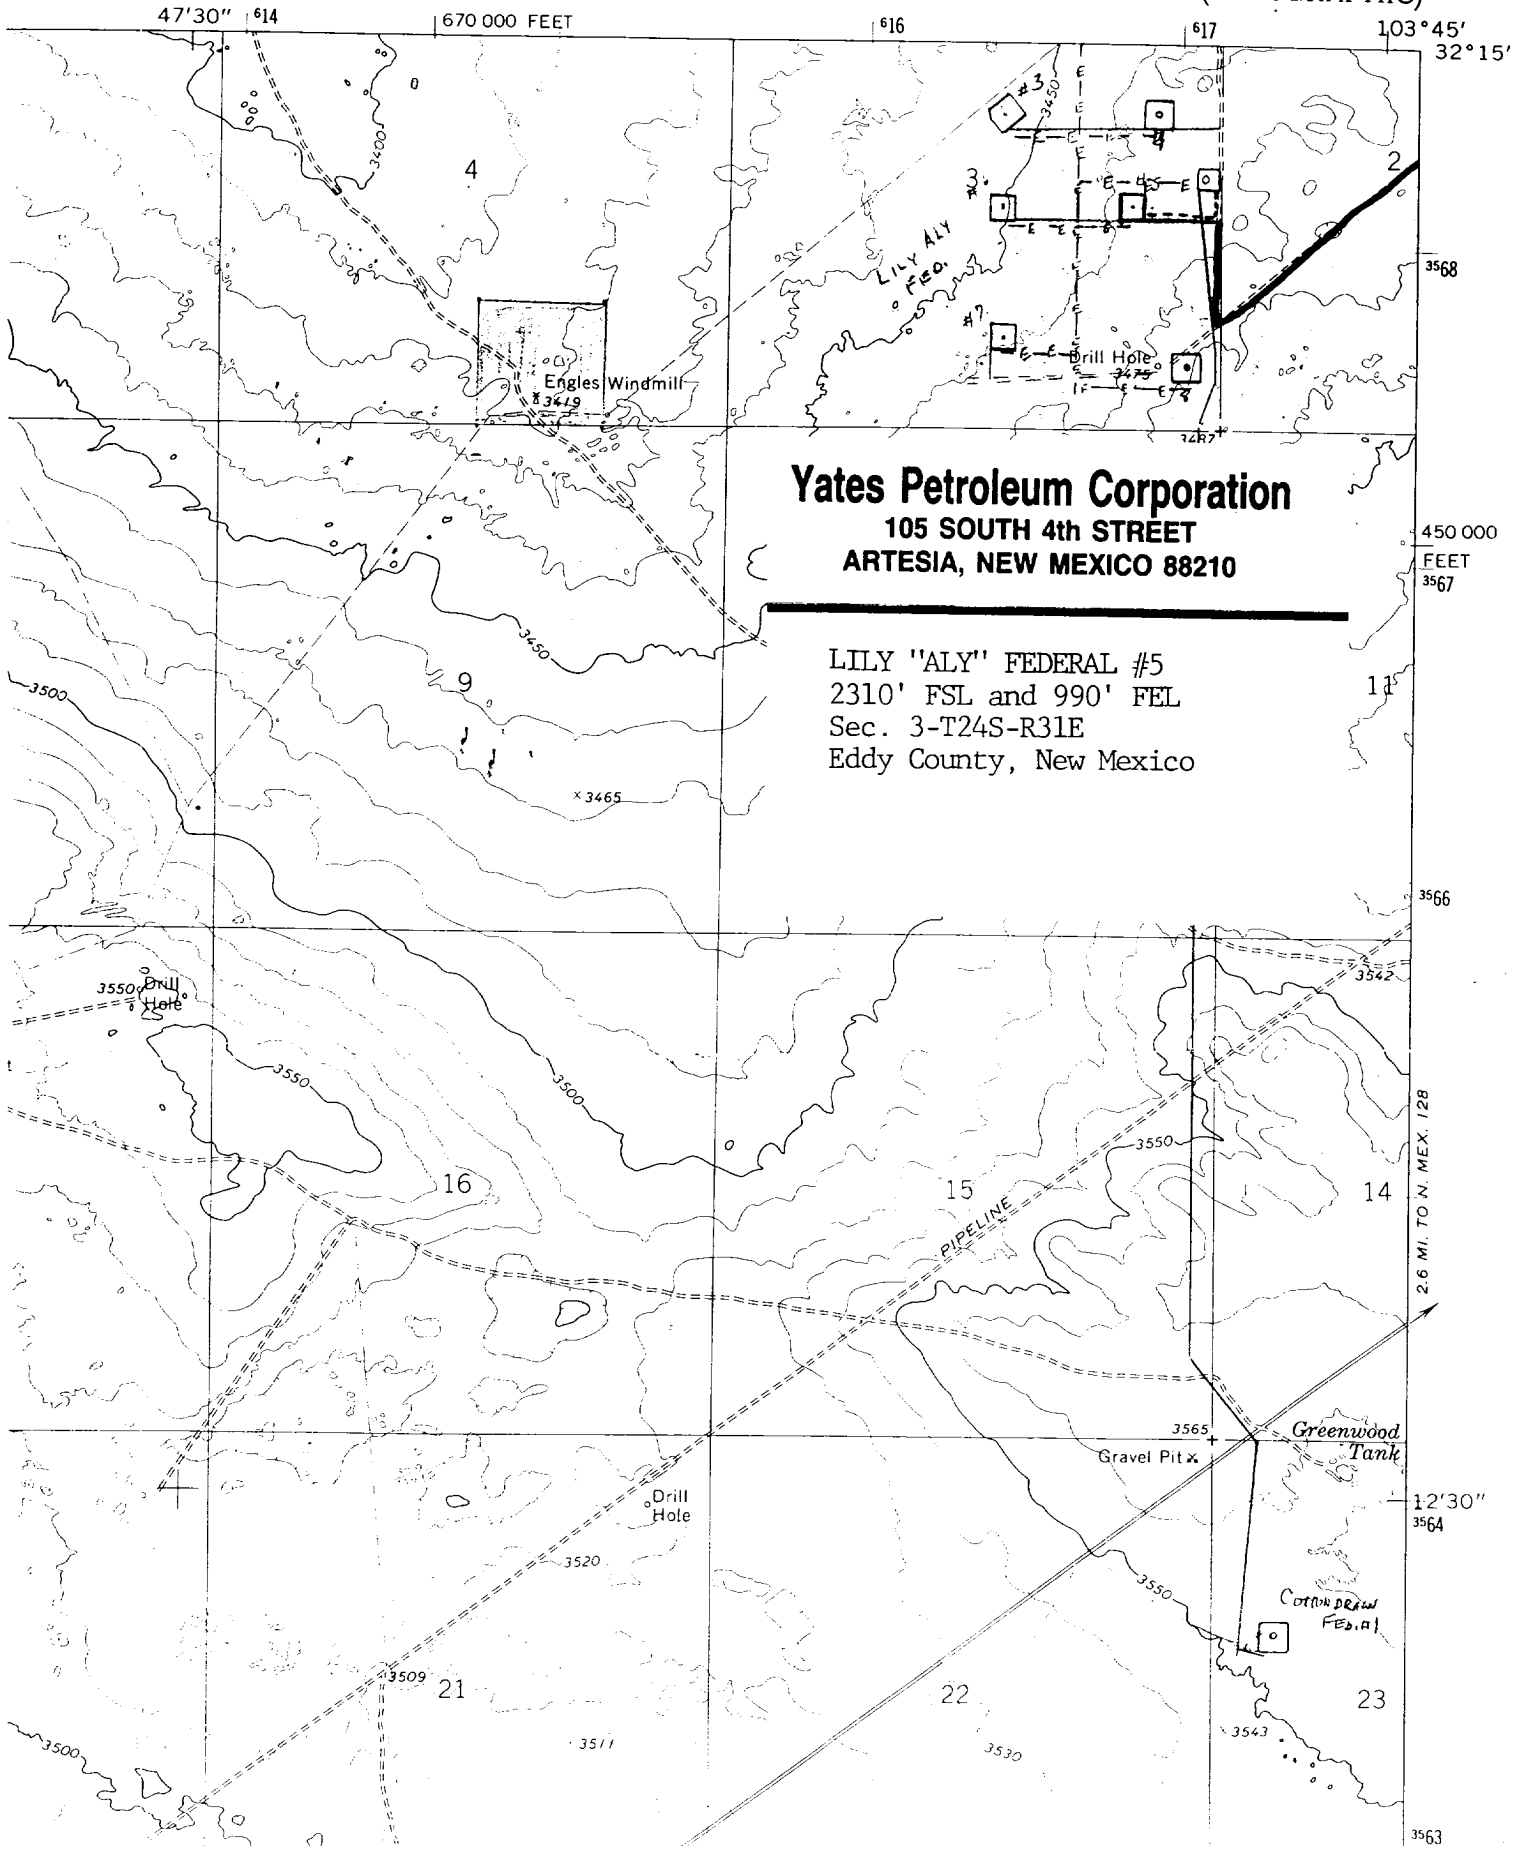 47'30"
⁶14
670 000 FEET
⁶16
⁶17
103°45'
32°15'
#3
3450
3400
4
2
3
#
LILY ALY
FED.
³⁵68
#7
Drill Hole
3475
Engles Windmill
3419
3487
Yates Petroleum Corporation
105 SOUTH 4th STREET
ARTESIA, NEW MEXICO 88210
450 000
FEET
³⁵67
3450
LILY "ALY" FEDERAL #5
2310' FSL and 990' FEL
Sec. 3-T24S-R31E
Eddy County, New Mexico
3500
9
11
×3465
³⁵66
3550
Drill
Hole
3542
3550
3500
3550
2.6 MI. TO N. MEX. 128
16
15
14
PIPELINE
3565
Greenwood
Tank
Gravel Pit
Drill
Hole
12'30"
³⁵64
3520
3550
COTTON DRAW
FED.#1
3509
21
22
23
3543
3500
3511
3530
³⁵63